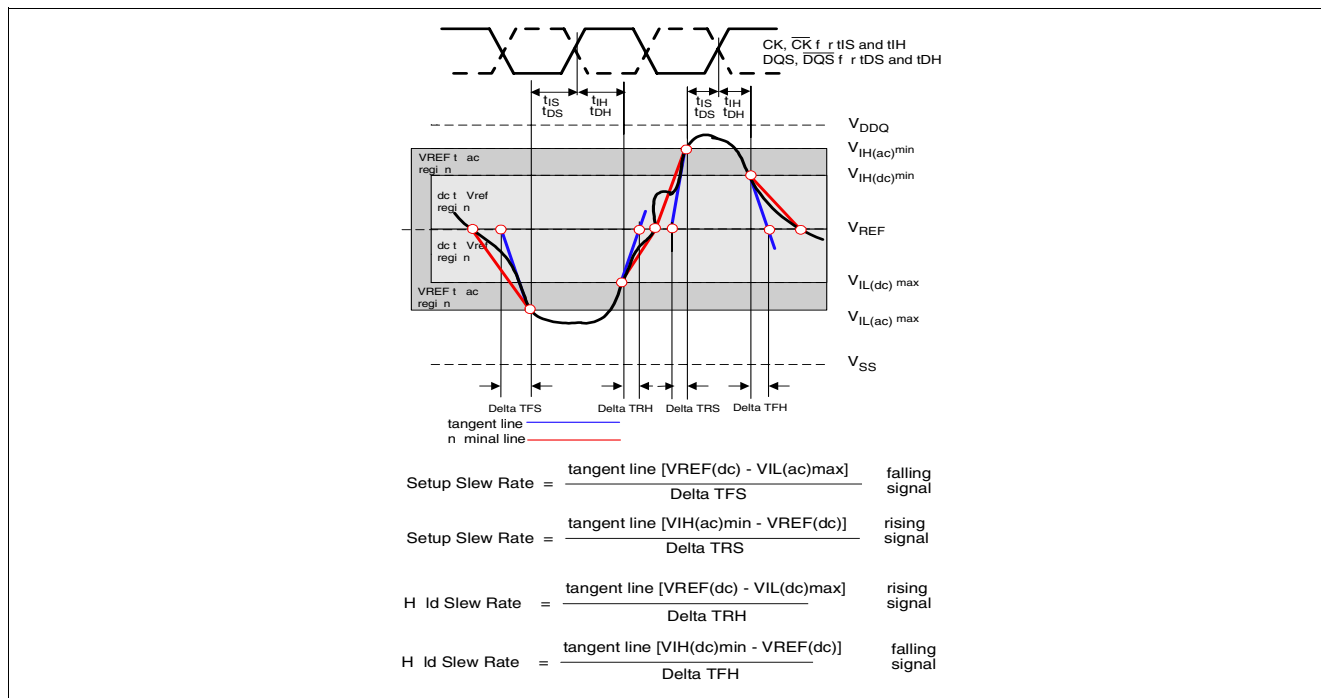 CK, CK f r tIS and tIH
DQS, DQS f r tDS and tDH
tIS tIH tIS tIH
tDS tDH tDS tDH
VDDQ
VREF t ac
regi n
VIH(ac)min
VIH(dc)min
dc t Vref
regi n
VREF
dc t Vref
regi n
VIL(dc) max
VREF t ac
regi n
VIL(ac) max
VSS
Delta TFS Delta TRH Delta TRS Delta TFH
tangent line
n minal line
Setup Slew Rate = tangent line [VREF(dc) - VIL(ac)max] falling
Delta TFS signal
Setup Slew Rate = tangent line [VIH(ac)min - VREF(dc)] rising
Delta TRS signal
H ld Slew Rate = tangent line [VREF(dc) - VIL(dc)max] rising
Delta TRH signal
H ld Slew Rate = tangent line [VIH(dc)min - VREF(dc)] falling
Delta TFH signal